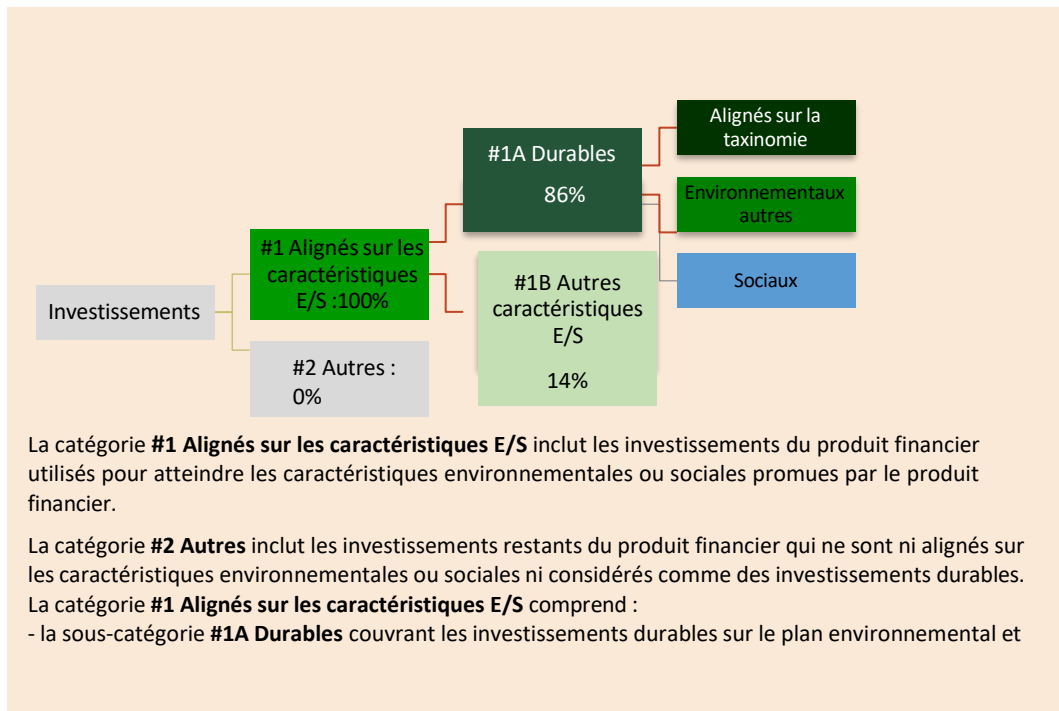 Alignés sur la
taxinomie
#1A Durables
86%
Environnementaux
autres
#1 Alignés sur les
caractéristiques
E/S :100%
Sociaux
#1B Autres
caractéristiques
E/S
14%
Investissements
#2 Autres :
0%
La catégorie #1 Alignés sur les caractéristiques E/S inclut les investissements du produit financier
utilisés pour atteindre les caractéristiques environnementales ou sociales promues par le produit
financier.
La catégorie #2 Autres inclut les investissements restants du produit financier qui ne sont ni alignés sur
les caractéristiques environnementales ou sociales ni considérés comme des investissements durables.
La catégorie #1 Alignés sur les caractéristiques E/S comprend :
- la sous-catégorie #1A Durables couvrant les investissements durables sur le plan environnemental et